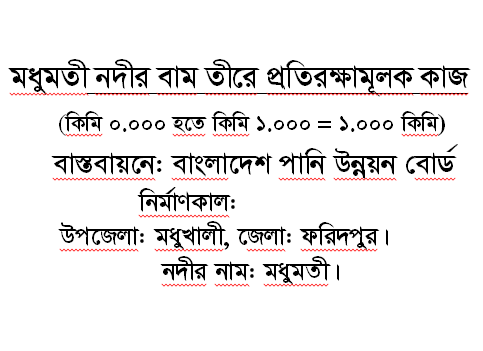 মধুমতী নদীর বাম তীরে প্রতিরক্ষামূলক কাজ
(কিমি ০.০০০ হতে কিমি ১.০০০ = ১.০০০ কিমি)
বাস্তবায়নে: বাংলাদেশ পানি উন্নয়ন বোর্ড
নির্মাণকাল:
উপজেলা: মধুখালী, জেলা: ফরিদপুর।
নদীর নাম: মধুমতী।